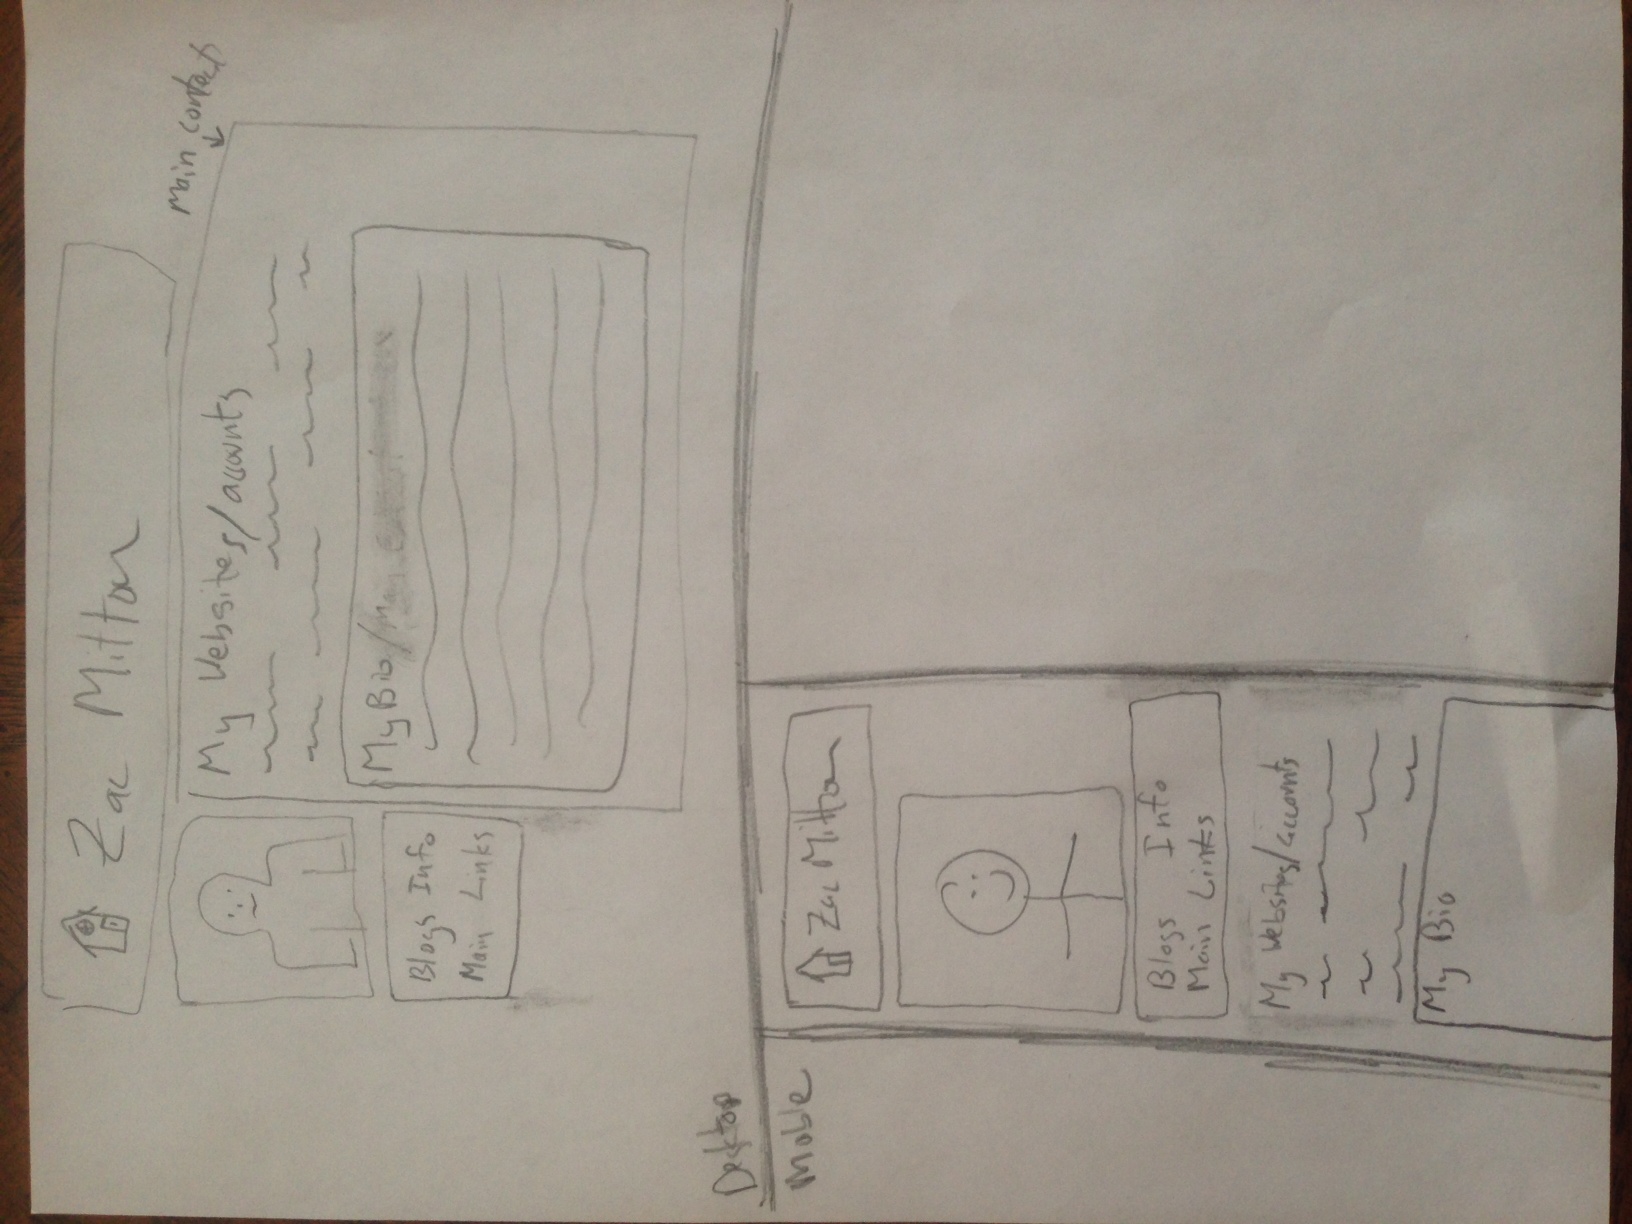 Zac Mitton
Main content
My Websites/accounts
My Bio/
Blogs Info
Main Links
Desktop
Moble
Zac Mitton
Blogs Info
Main Links
My Websites/accounts
My Bio